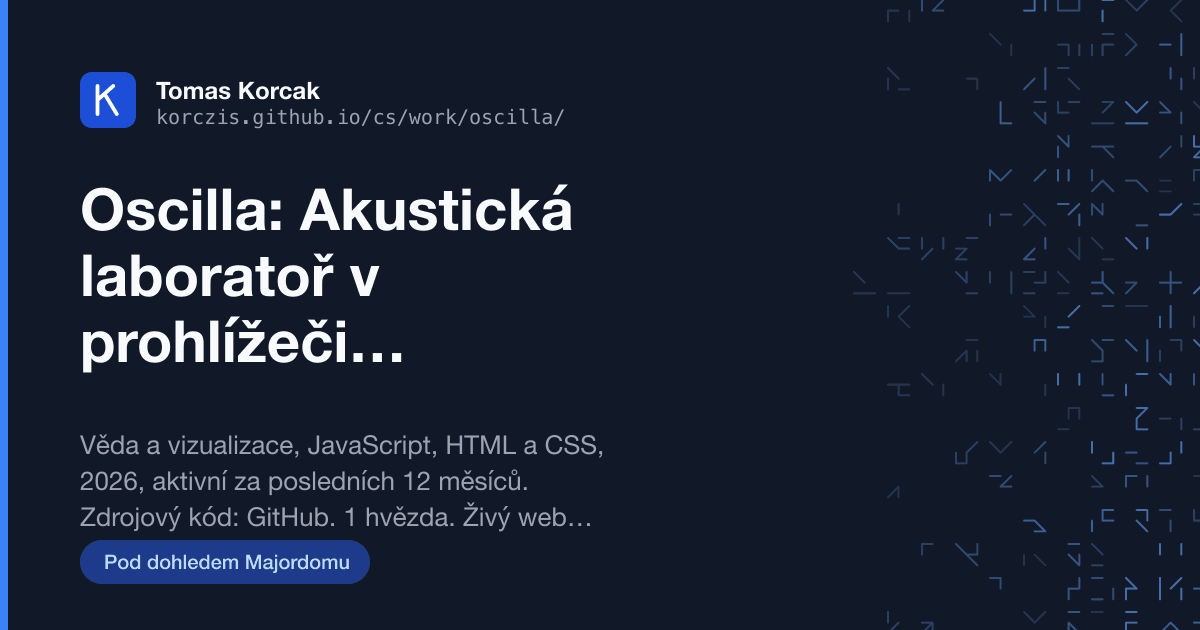 Tomas Korcak
korczis.github.io/cs/work/oscilla/
Oscilla: Akustická
laboratoř v
prohlížeči…
Věda a vizualizace, JavaScript, HTML a CSS,
2026, aktivní za posledních 12 měsíců.
Zdrojový kód: GitHub. 1 hvězda. Živý web…
Pod dohledem Majordomu